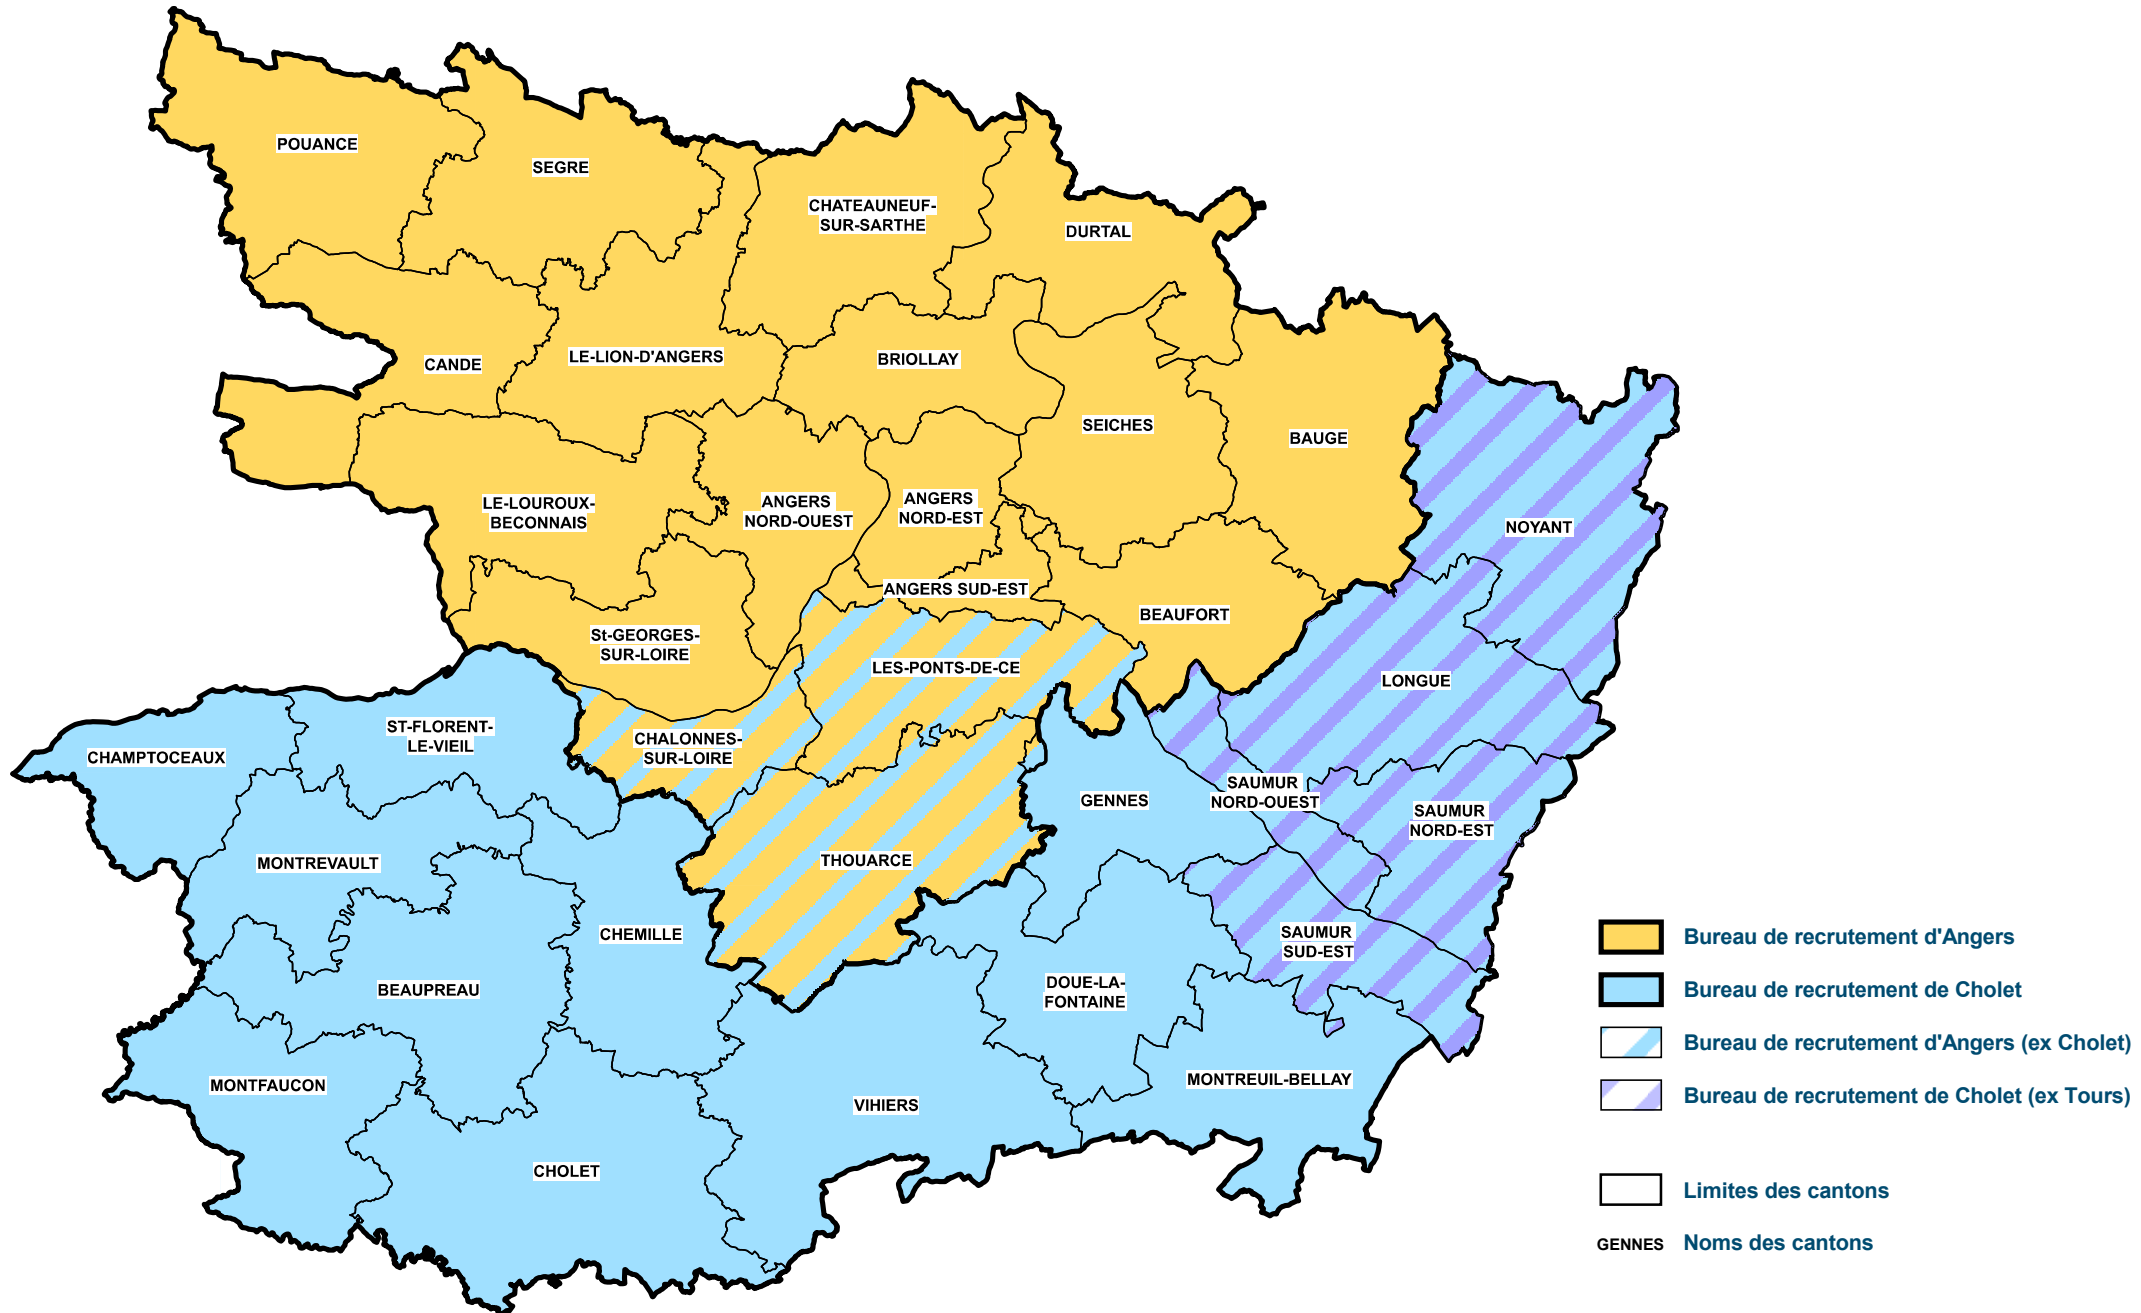 POUANCE
SEGRE
CHATEAUNEUF-
SUR-SARTHE
DURTAL
CANDE
LE-LION-D'ANGERS
BRIOLLAY
SEICHES
BAUGE
LE-LOUROUX-
BECONNAIS
ANGERS
NORD-OUEST
ANGERS
NORD-EST
NOYANT
ANGERS SUD-EST
BEAUFORT
St-GEORGES-
SUR-LOIRE
LES-PONTS-DE-CE
LONGUE
ST-FLORENT-
LE-VIEIL
CHAMPTOCEAUX
CHALONNES-
SUR-LOIRE
GENNES
SAUMUR
NORD-OUEST
SAUMUR
NORD-EST
MONTREVAULT
THOUARCE
CHEMILLE
SAUMUR
SUD-EST
BEAUPREAU
DOUE-LA-
FONTAINE
MONTFAUCON
MONTREUIL-BELLAY
VIHIERS
CHOLET
Bureau de recrutement d'Angers
Bureau de recrutement de Cholet
Bureau de recrutement d'Angers (ex Cholet)
Bureau de recrutement de Cholet (ex Tours)
Limites des cantons
GENNES Noms des cantons